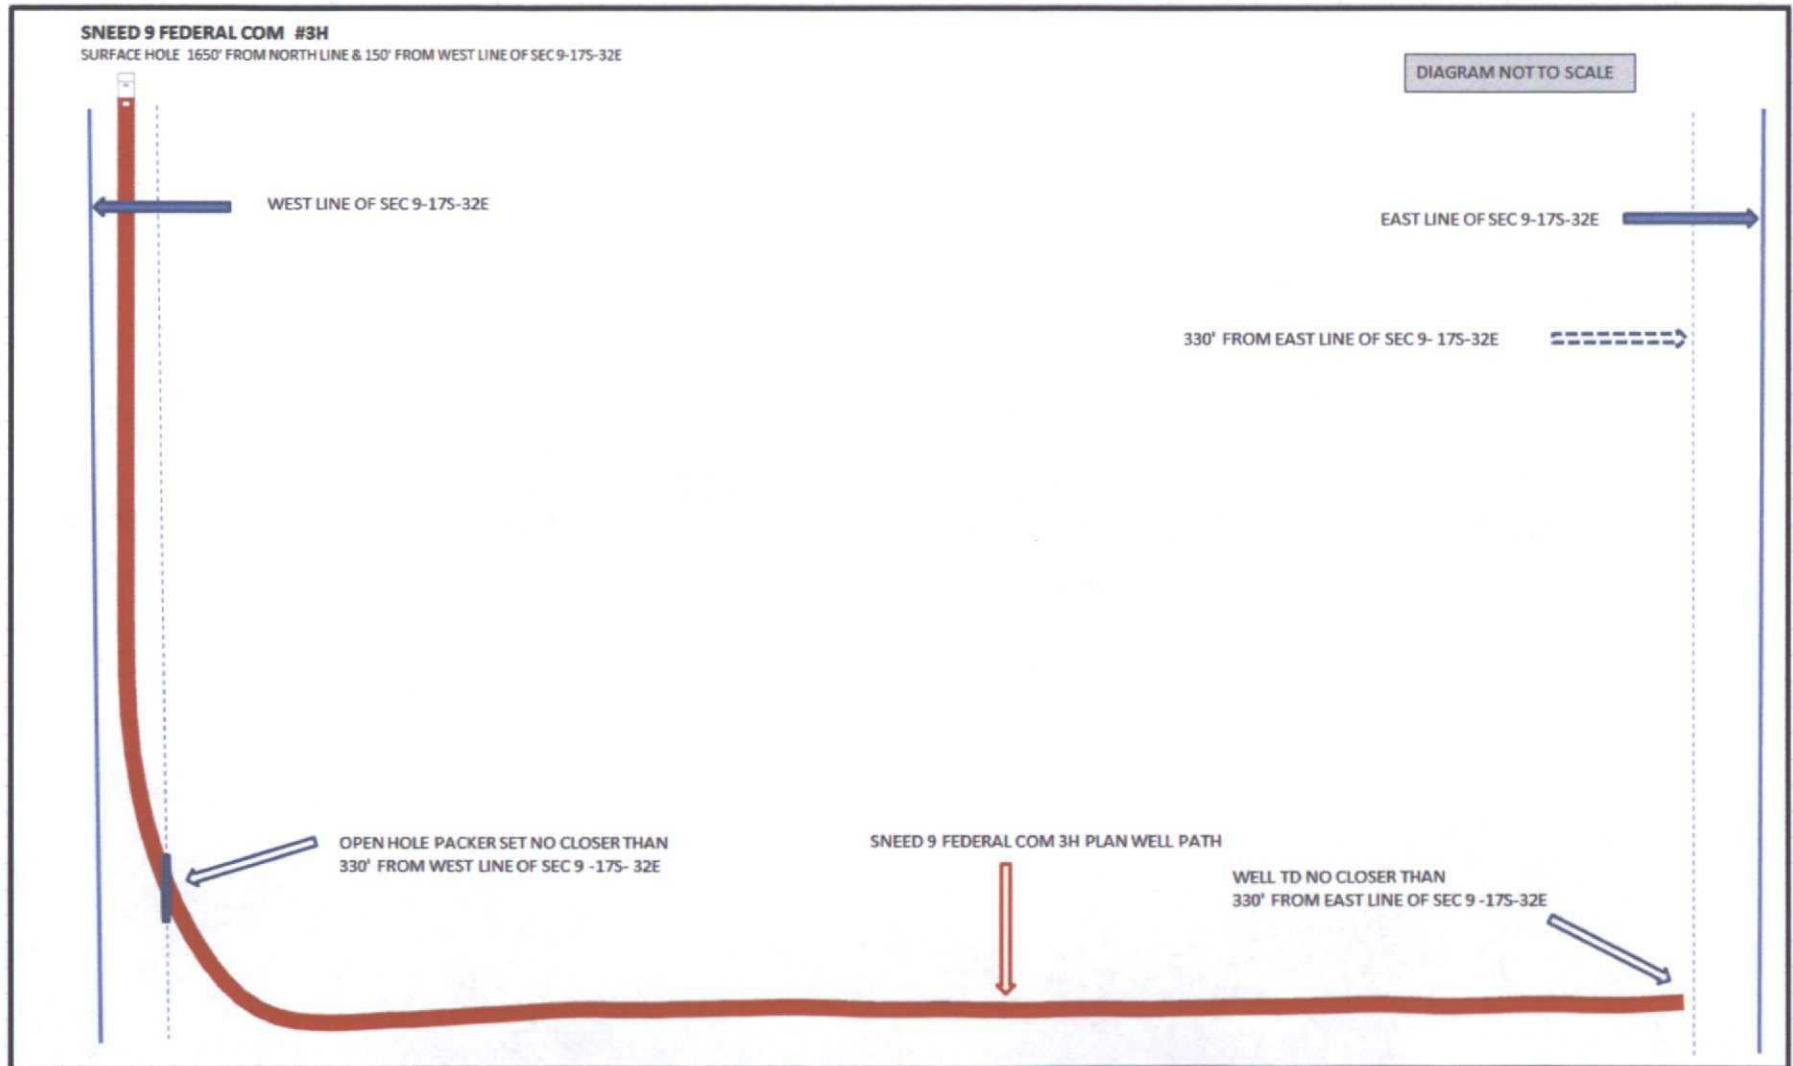 SNEED 9 FEDERAL COM #3H
SURFACE HOLE 1650' FROM NORTH LINE & 150' FROM WEST LINE OF SEC 9-17S-32E
DIAGRAM NOT TO SCALE
WEST LINE OF SEC 9-17S-32E
EAST LINE OF SEC 9-17S-32E
330' FROM EAST LINE OF SEC 9- 17S-32E
OPEN HOLE PACKER SET NO CLOSER THAN
330' FROM WEST LINE OF SEC 9 -17S- 32E
SNEED 9 FEDERAL COM 3H PLAN WELL PATH
WELL TD NO CLOSER THAN
330' FROM EAST LINE OF SEC 9 -17S-32E